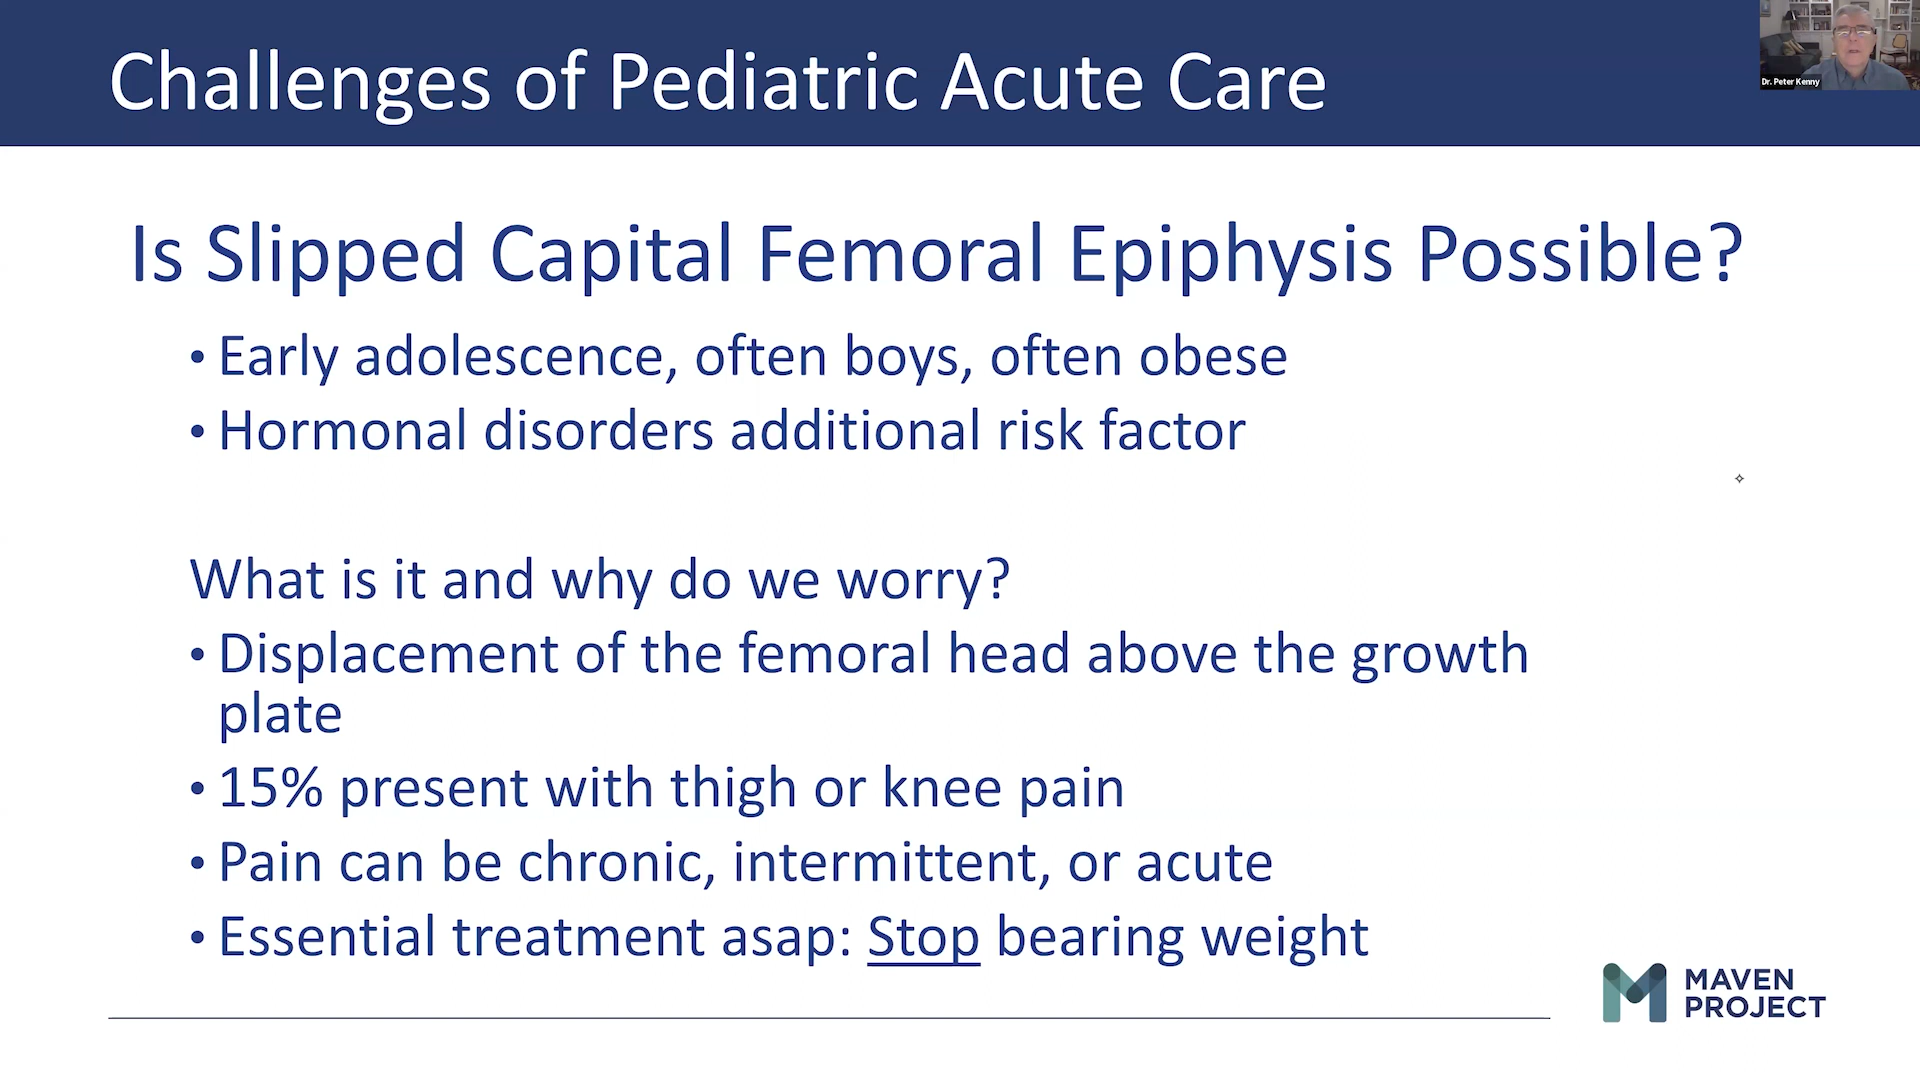 Challenges of Pediatric Acute Care
Dr. Peter Kenny
Is Slipped Capital Femoral Epiphysis Possible?
• Early adolescence, often boys, often obese
• Hormonal disorders additional risk factor
What is it and why do we worry?
• Displacement of the femoral head above the growth
plate
• 15% present with thigh or knee pain
• Pain can be chronic, intermittent, or acute
• Essential treatment asap: Stop bearing weight
MAVEN
PROJECT